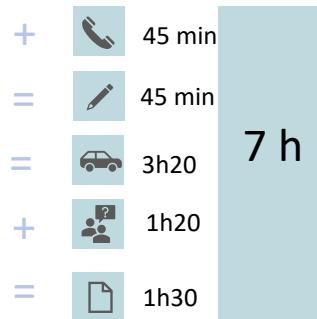 + 45 min
= 45 min
= 3h20
+ ? 1h20
= 1h30
7 h